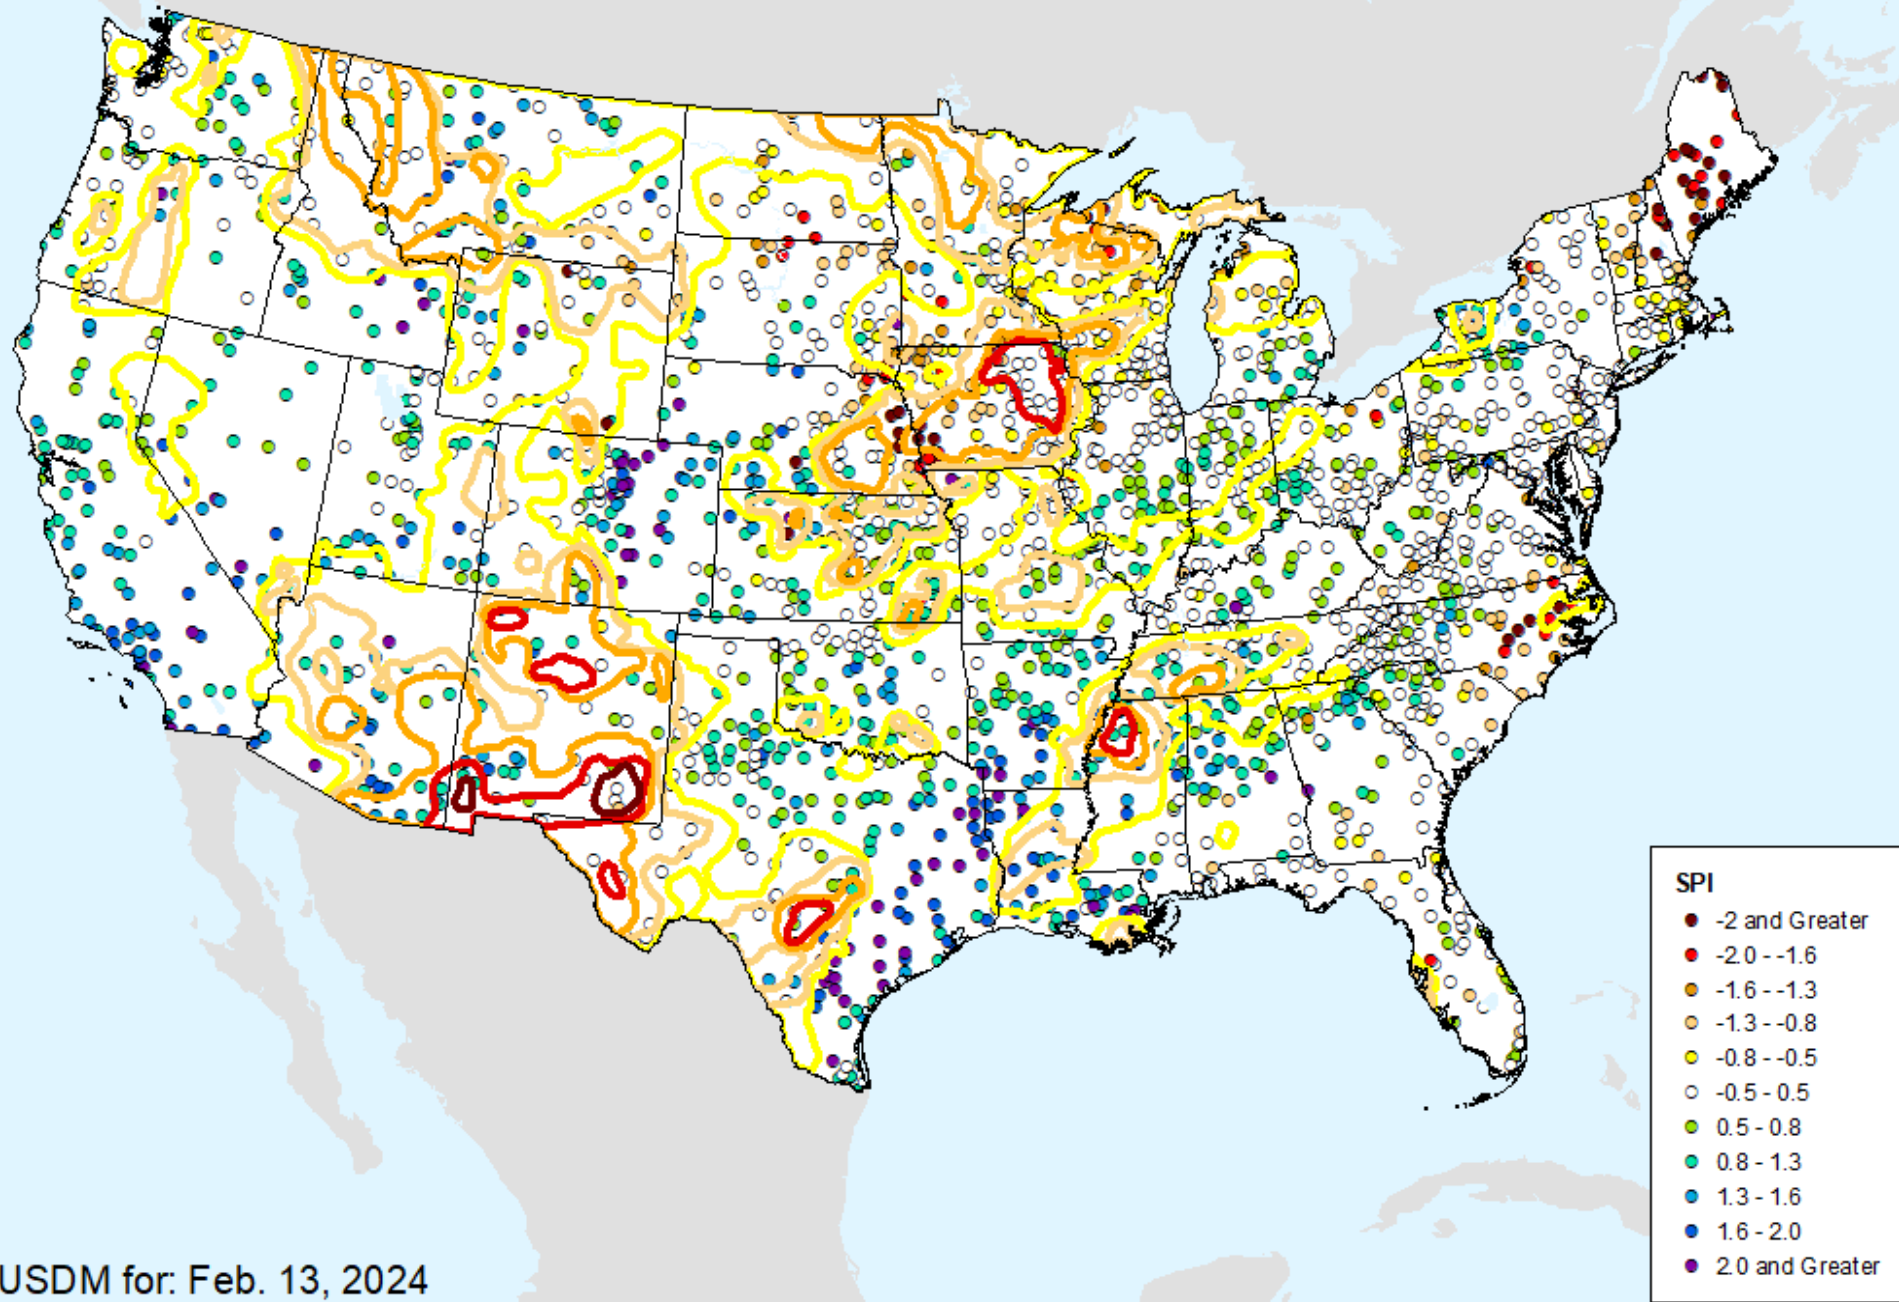 SPI
-2 and Greater
-2.0 - -1.6
-1.6 - -1.3
-1.3 - -0.8
-0.8 - -0.5
-0.5 - 0.5
0.5 - 0.8
0.8 - 1.3
1.3 - 1.6
1.6 - 2.0
2.0 and Greater
USDM for: Feb. 13, 2024